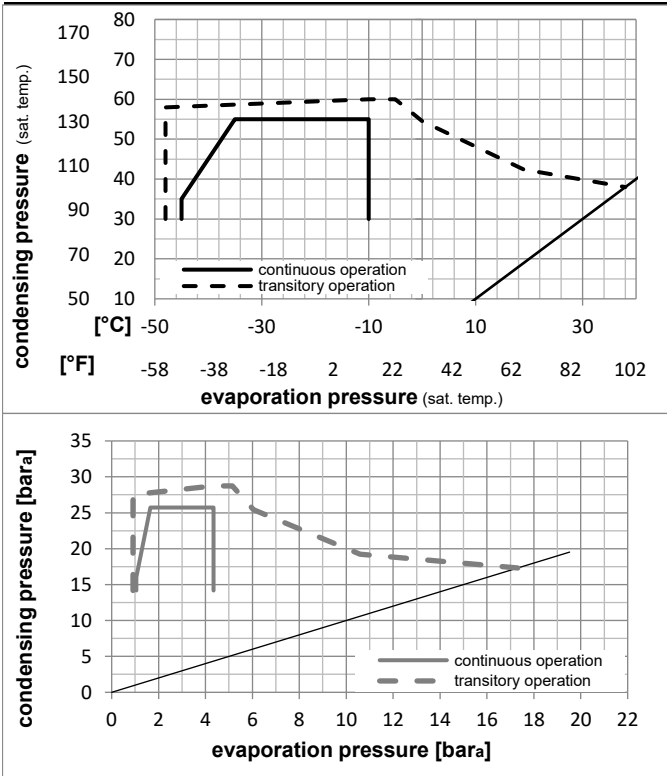 condensing pressure (sat. temp.)
170 80
150 70
60
130 50
110 40
90 30
70 20
50 10
continuous operation
transitory operation
[°C] -50 -30 -10 10 30
[°F] -58 -38 -18 2 22 42 62 82 102
evaporation pressure (sat. temp.)
condensing pressure [bara]
35
30
25
20
15
10
5
0
continuous operation
transitory operation
0 2 4 6 8 10 12 14 16 18 20 22
evaporation pressure [bara]